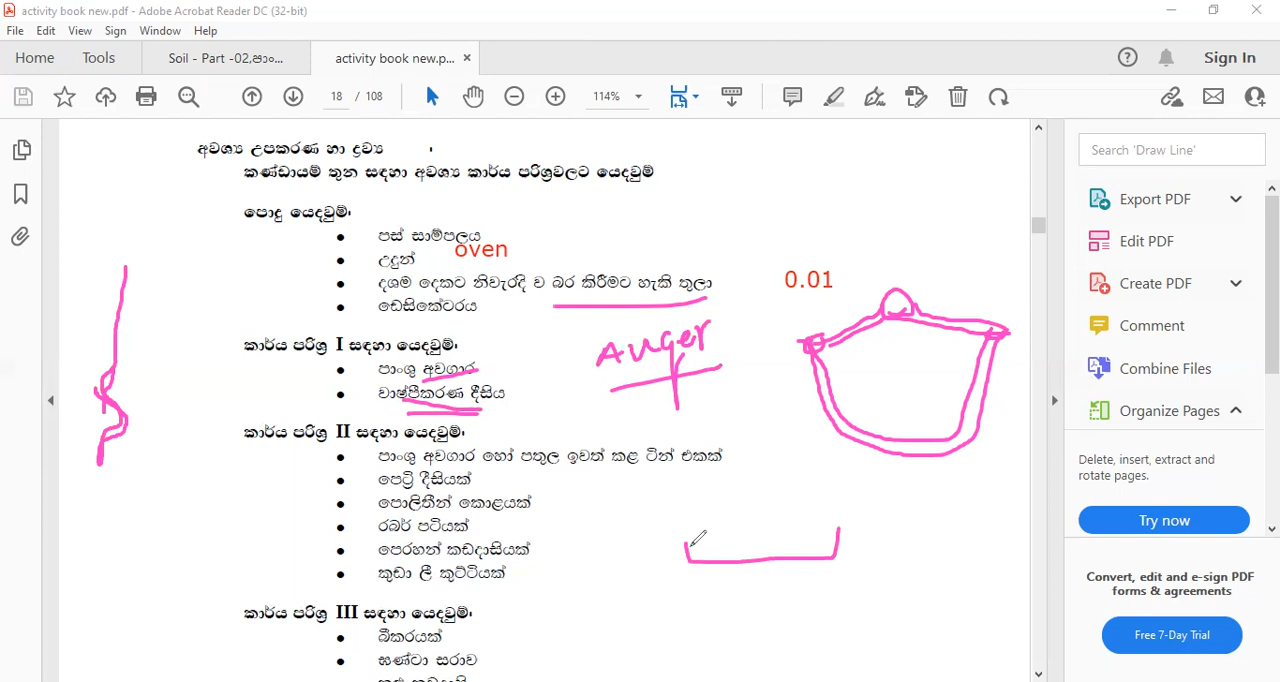 activity book new.pdf - Adobe Acrobat Reader DC (32-bit)
File Edit View Sign Window Help
Home Tools Soil - Part -02,පාං... activity book new.p... × Sign In
18 / 108 114%
අවශ්‍ය උපකරණ හා ද්‍රව්‍ය :
කණ්ඩායම් තුන සඳහා අවශ්‍ය කාර්ය පරිශ්‍රවලට යෙදවුම්
පොදු යෙදවුම්:
● පස් සාම්පලය
oven
● උදුන්
● දශම දෙකට නිවැරදි ව බර කිරීමට හැකි තුලා 0.01
● ඩෙසිකේටරය
කාර්ය පරිශ්‍ර I සඳහා යෙදවුම්:
Auger
● පාංශු අවගාර
● වාෂ්පීකරණ දීසිය
කාර්ය පරිශ්‍ර II සඳහා යෙදවුම්:
● පාංශු අවගාර හෝ පතුල ඉවත් කළ ටින් එකක්
● පෙට්‍රි දීසියක්
● පොලිතීන් කොළයක්
● රබර් පටියක්
● පෙරහන් කඩදාසියක්
● කුඩා ලී කුට්ටියක්
කාර්ය පරිශ්‍ර III සඳහා යෙදවුම්:
● බීකරයක්
● ඝණ්ටා සරාව
Search 'Draw Line'
Export PDF
Edit PDF
Create PDF
Comment
Combine Files
Organize Pages
Delete, insert, extract and
rotate pages.
Try now
Convert, edit and e-sign PDF
forms & agreements
Free 7-Day Trial